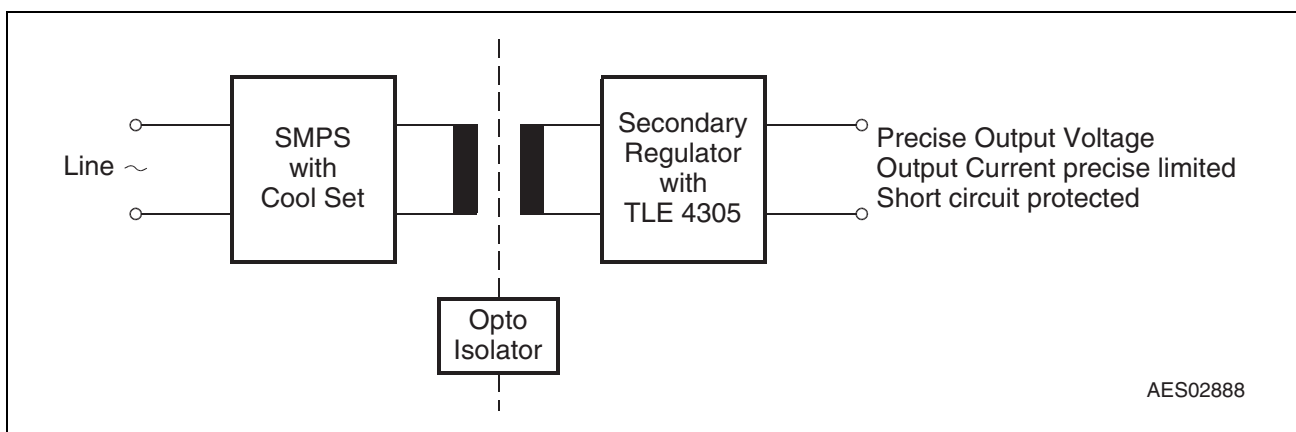 Line ~
SMPS
with
Cool Set
Secondary
Regulator
with
TLE 4305
Precise Output Voltage
Output Current precise limited
Short circuit protected
Opto
Isolator
AES02888